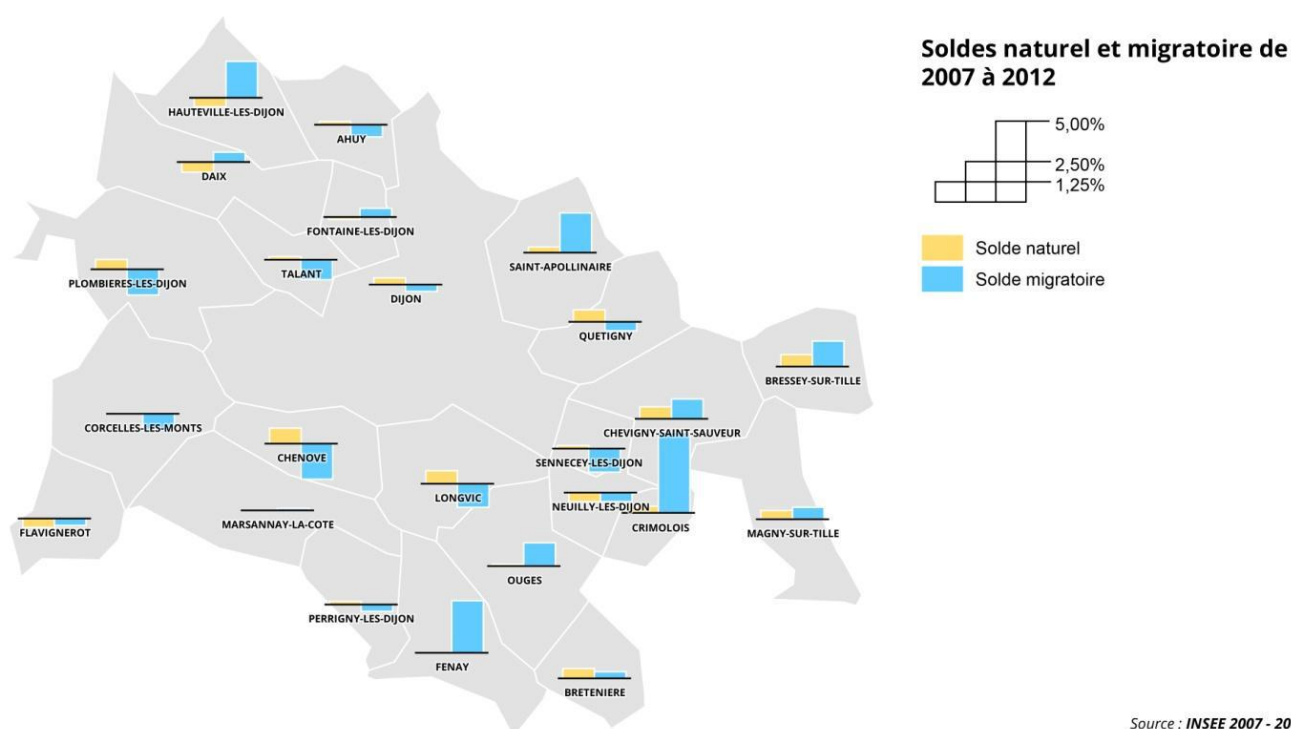 Soldes naturel et migratoire de
2007 à 2012
5,00%
2,50%
1,25%
Solde naturel
Solde migratoire
HAUTEVILLE-LES-DIJON
AHUY
DAIX
FONTAINE-LES-DIJON
SAINT-APOLLINAIRE
TALANT
PLOMBIERES-LES-DIJON
DIJON
QUETIGNY
BRESSEY-SUR-TILLE
CORCELLES-LES-MONTS
CHEVIGNY-SAINT-SAUVEUR
CHENOVE
SENNECEY-LES-DIJON
LONGVIC
NEUILLY-LES-DIJON
MARSANNAY-LA-COTE
CRIMOLOIS
FLAVIGNEROT
MAGNY-SUR-TILLE
OUGES
PERRIGNY-LES-DIJON
FENAY
BRETENIERE
Source : INSEE 2007 - 20